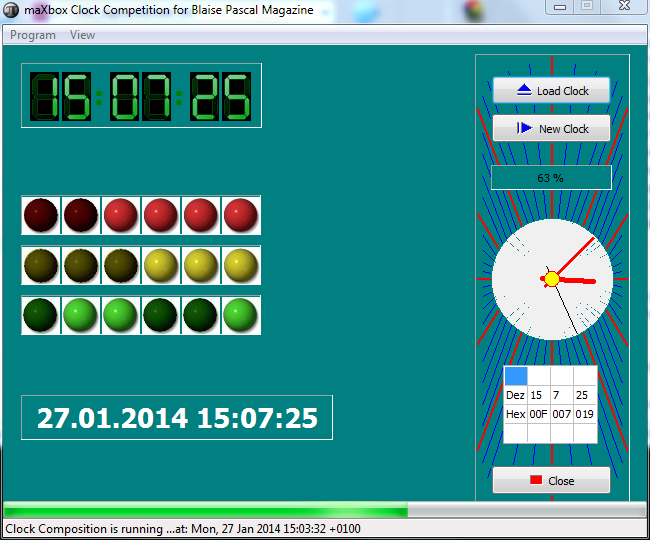 maXbox Clock Competition for Blaise Pascal Magazine
Program View
15:07:25
Load Clock
New Clock
63 %
27.01.2014 15:07:25
Dez 15 7 25
Hex 00F 007 019
Close
Clock Composition is running ...at: Mon, 27 Jan 2014 15:03:32 +0100